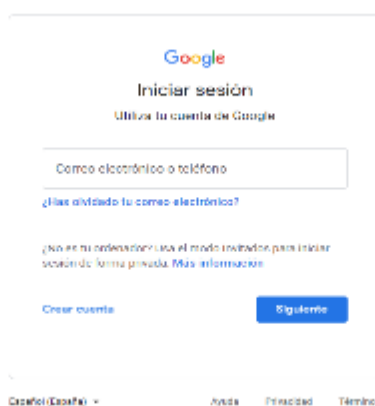 Google
Iniciar sesión
Utiliza tu cuenta de Google
Correo electrónico o teléfono
¿Has olvidado tu correo electrónico?
¿No es tu ordenador? Usa el modo invitados para iniciar
sesión de forma privada. Más información
Crear cuenta
Siguiente
Español (España)
Ayuda
Privacidad
Término